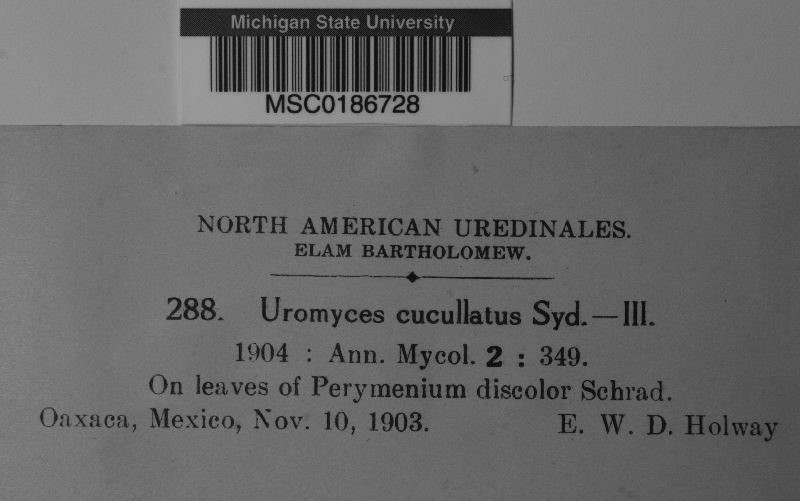 Michigan State University
MSC0186728
NORTH AMERICAN UREDINALES.
ELAM BARTHOLOMEW.
288. Uromyces cucullatus Syd.—III.
1904 : Ann. Mycol. 2 : 349.
On leaves of Perymenium discolor Schrad.
Oaxaca, Mexico, Nov. 10, 1903. E. W. D. Holway